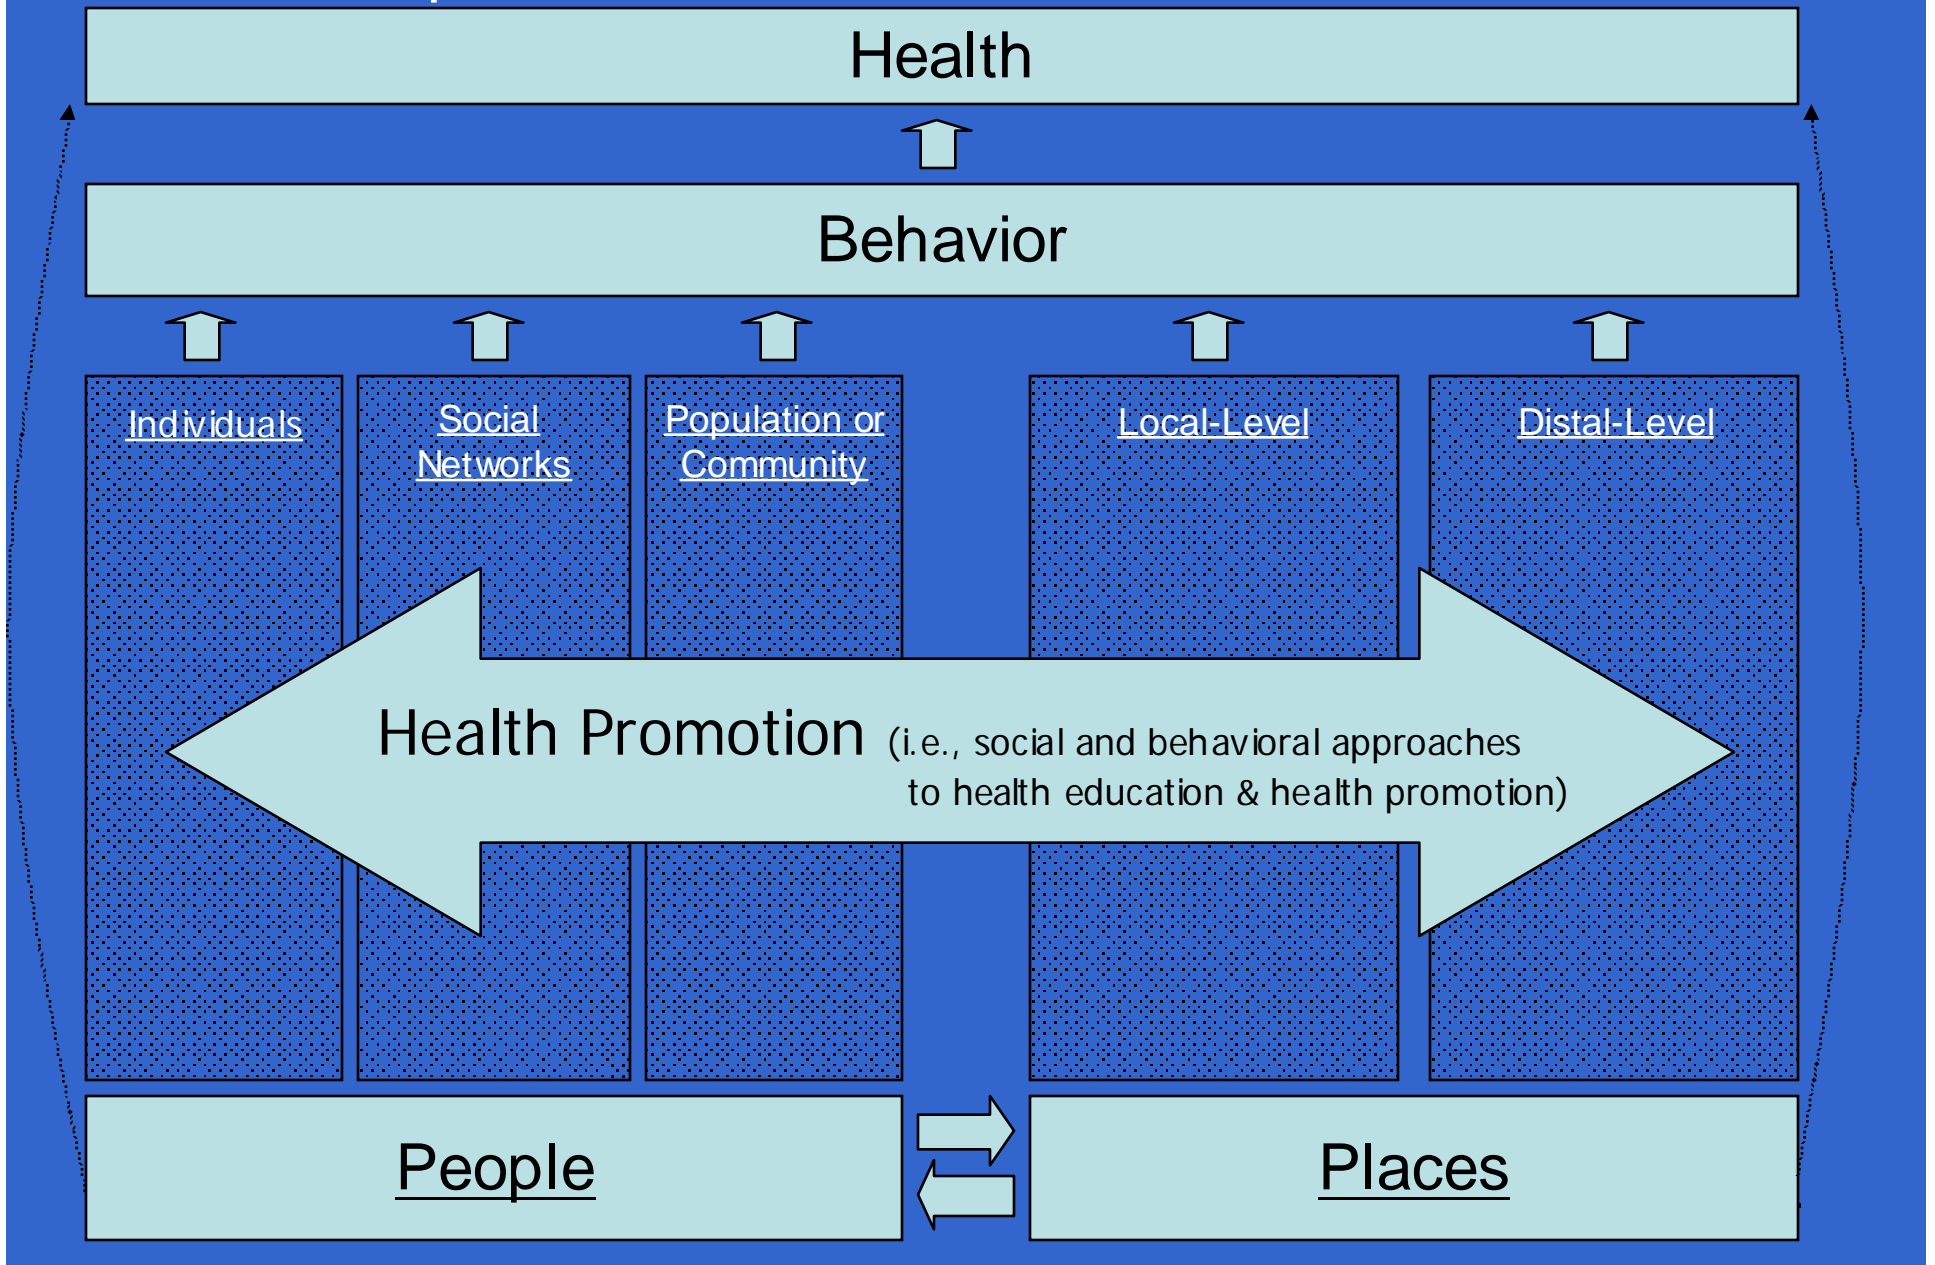 Health
Behavior
Individuals
Social
Networks
Population or
Community
Local-Level
Distal-Level
Health Promotion (i.e., social and behavioral approaches
to health education & health promotion)
People
Places